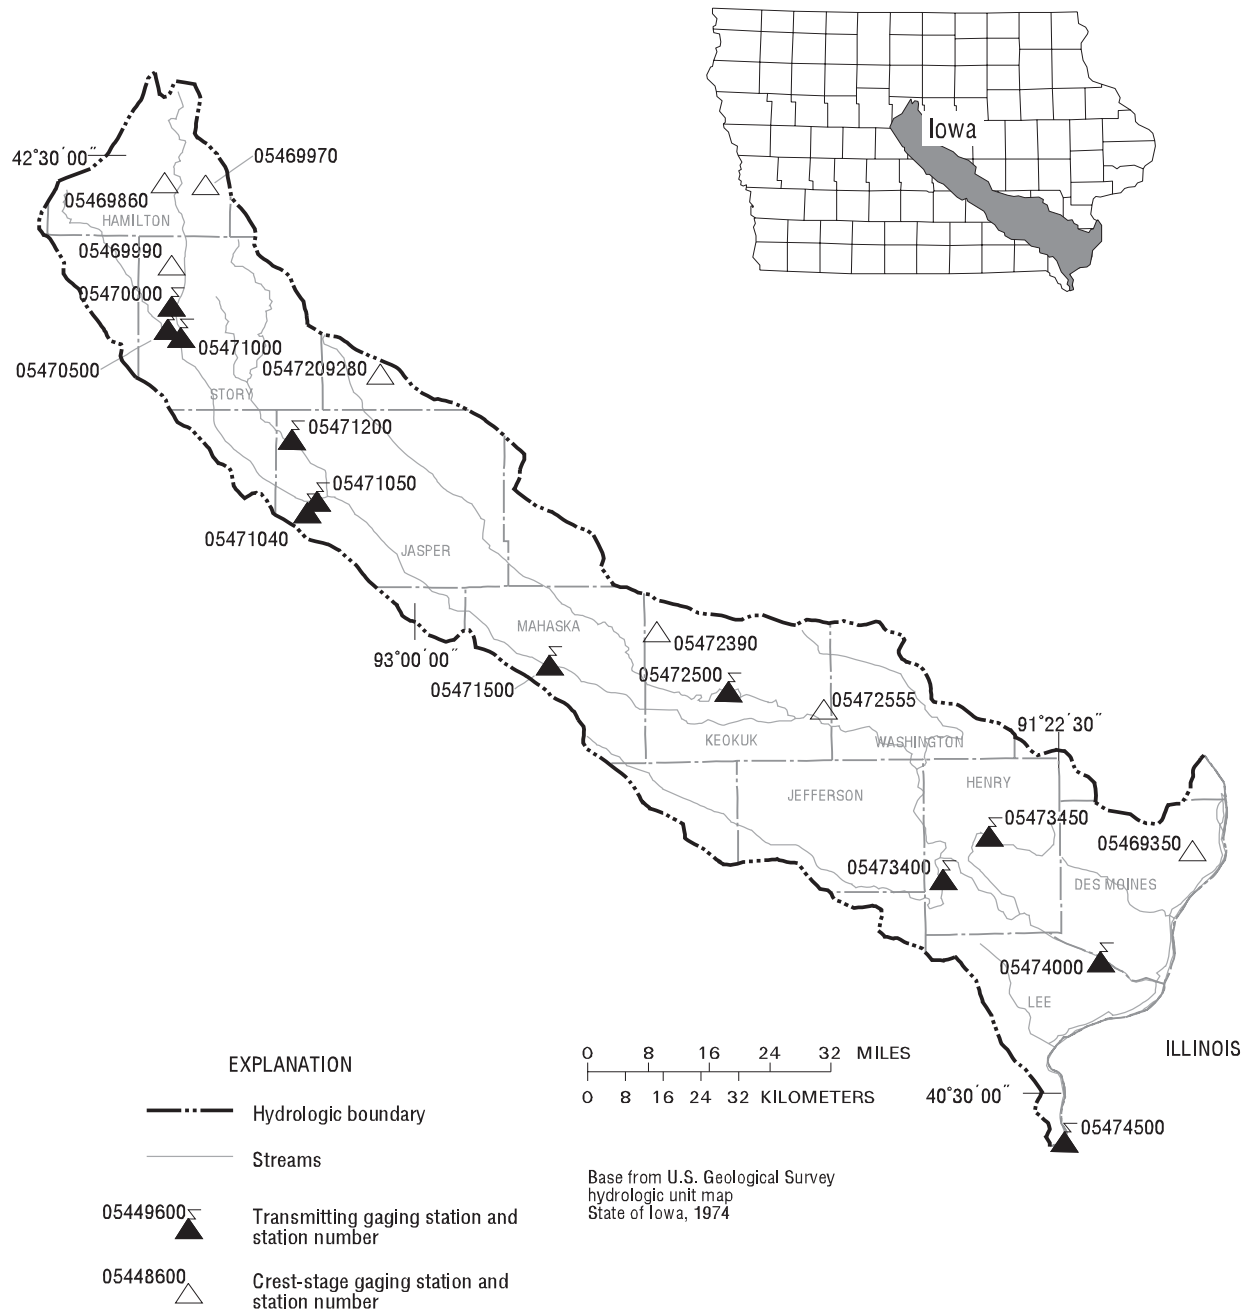 Iowa
42°30'00"
05469970
05469860
HAMILTON
05469990
05470000
05471000
05470500
0547209280
STORY
05471200
05471050
05471040
JASPER
MAHASKA
05472390
93°00'00"
05472500
05471500
05472555
91°22'30"
KEOKUK
WASHINGTON
HENRY
JEFFERSON
05473450
05469350
05473400
DES MOINES
05474000
LEE
ILLINOIS
0 8 16 24 32 MILES
0 8 16 24 32 KILOMETERS
40°30'00"
05474500
EXPLANATION
Hydrologic boundary
Streams
05449600
Transmitting gaging station and
station number
05448600
Crest-stage gaging station and
station number
Base from U.S. Geological Survey
hydrologic unit map
State of Iowa, 1974